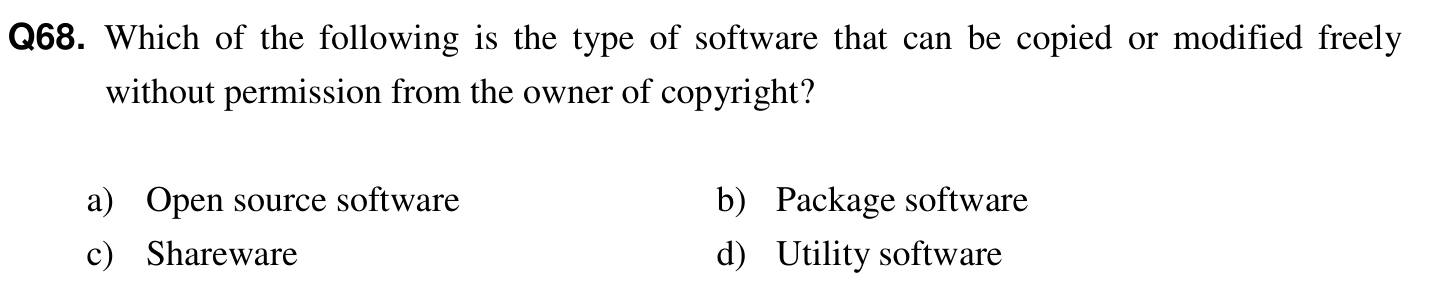 Q68. Which of the following is the type of software that can be copied or modified freely
without permission from the owner of copyright?
a) Open source software b) Package software
c) Shareware d) Utility software